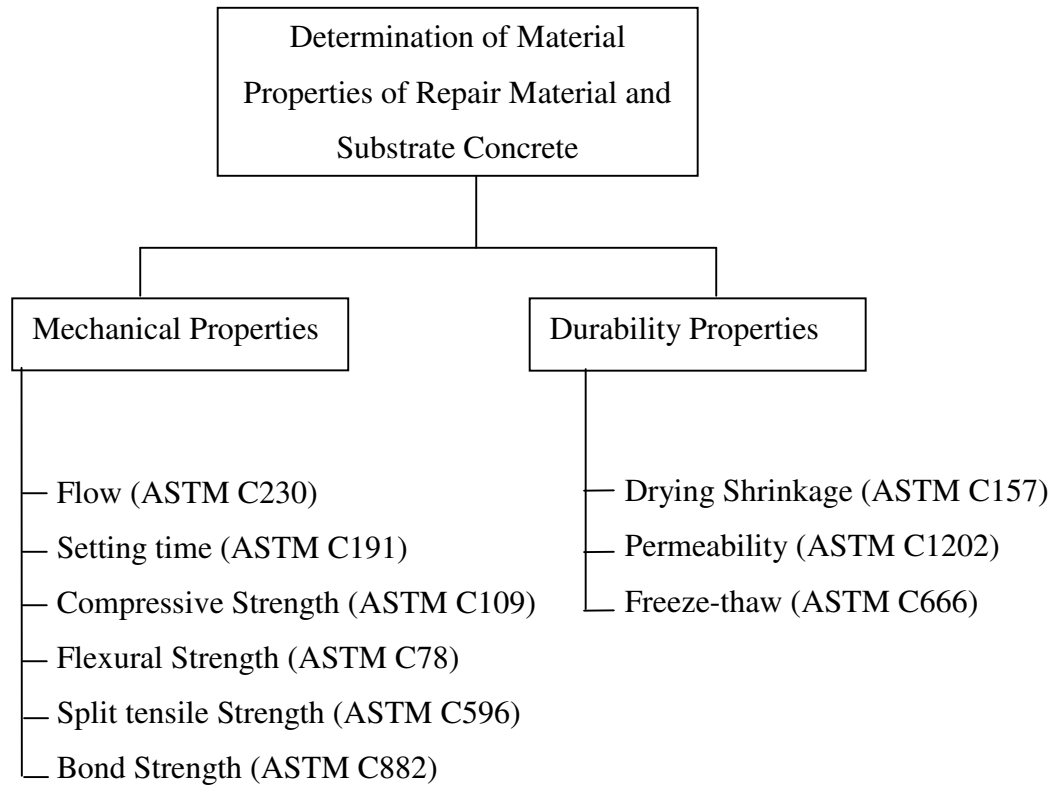 Determination of Material
Properties of Repair Material and
Substrate Concrete
Mechanical Properties
Flow (ASTM C230)
Setting time (ASTM C191)
Compressive Strength (ASTM C109)
Flexural Strength (ASTM C78)
Split tensile Strength (ASTM C596)
Bond Strength (ASTM C882)
Durability Properties
Drying Shrinkage (ASTM C157)
Permeability (ASTM C1202)
Freeze-thaw (ASTM C666)